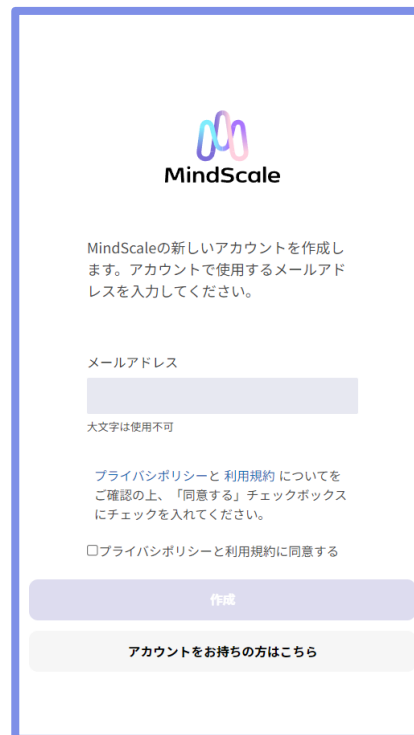 MindScale
MindScaleの新しいアカウントを作成し
ます。アカウントで使用するメールアド
レスを入力してください。
メールアドレス
大文字は使用不可
プライバシポリシーと 利用規約 についてを
ご確認の上、「同意する」チェックボックス
にチェックを入れてください。
プライバシポリシーと利用規約に同意する
作成
アカウントをお持ちの方はこちら